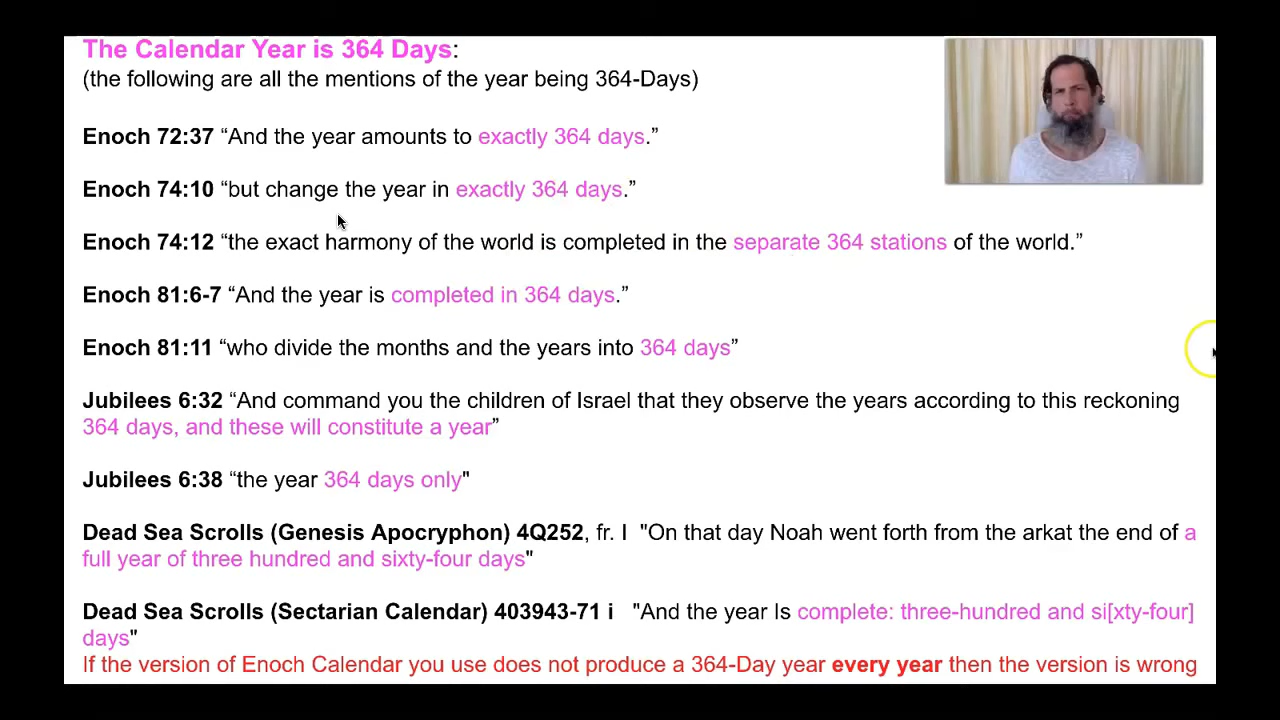 The Calendar Year is 364 Days:
(the following are all the mentions of the year being 364-Days)
Enoch 72:37 “And the year amounts to exactly 364 days.”
Enoch 74:10 “but change the year in exactly 364 days.”
Enoch 74:12 “the exact harmony of the world is completed in the separate 364 stations of the world.”
Enoch 81:6-7 “And the year is completed in 364 days.”
Enoch 81:11 “who divide the months and the years into 364 days”
Jubilees 6:32 “And command you the children of Israel that they observe the years according to this reckoning
364 days, and these will constitute a year”
Jubilees 6:38 “the year 364 days only"
Dead Sea Scrolls (Genesis Apocryphon) 4Q252, fr. I "On that day Noah went forth from the arkat the end of a
full year of three hundred and sixty-four days"
Dead Sea Scrolls (Sectarian Calendar) 403943-71 i "And the year Is complete: three-hundred and si[xty-four]
days"
If the version of Enoch Calendar you use does not produce a 364-Day year every year then the version is wrong